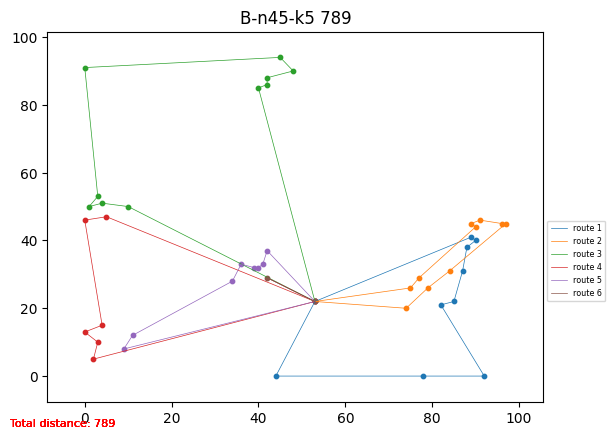 B-n45-k5 789
100
80
60
40
20
0
0 20 40 60 80 100
route 1
route 2
route 3
route 4
route 5
route 6
Total distance: 789